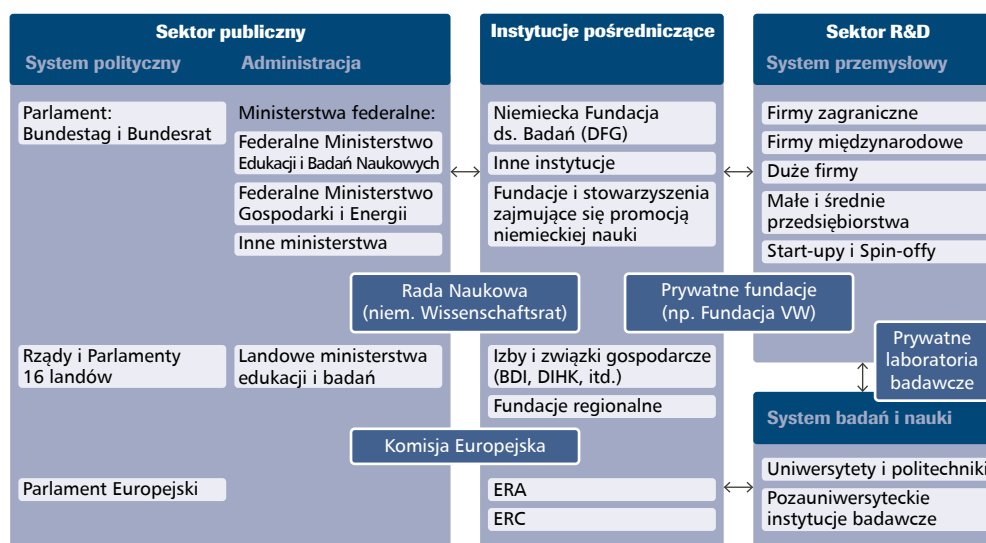 Sektor publiczny
System polityczny
Administracja
Parlament:
Bundestag i Bundesrat
Ministerstwa federalne:
Federalne Ministerstwo
Edukacji i Badań Naukowych
Federalne Ministerstwo
Gospodarki i Energii
Inne ministerstwa
Rada Naukowa
(niem. Wissenschaftsrat)
Rządy i Parlamenty
16 landów
Landowe ministerstwa
edukacji i badań
Komisja Europejska
Parlament Europejski
Instytucje pośredniczące
Niemiecka Fundacja
ds. Badań (DFG)
Inne instytucje
Fundacje i stowarzyszenia
zajmujące się promocją
niemieckiej nauki
Prywatne fundacje
(np. Fundacja VW)
Izby i związki gospodarcze
(BDI, DIHK, itd.)
Fundacje regionalne
ERA
ERC
Sektor R&D
System przemysłowy
Firmy zagraniczne
Firmy międzynarodowe
Duże firmy
Małe i średnie
przedsiębiorstwa
Start-upy i Spin-offy
Prywatne
laboratoria
badawcze
System badań i nauki
Uniwersytety i politechniki
Pozauniwersyteckie
instytucje badawcze